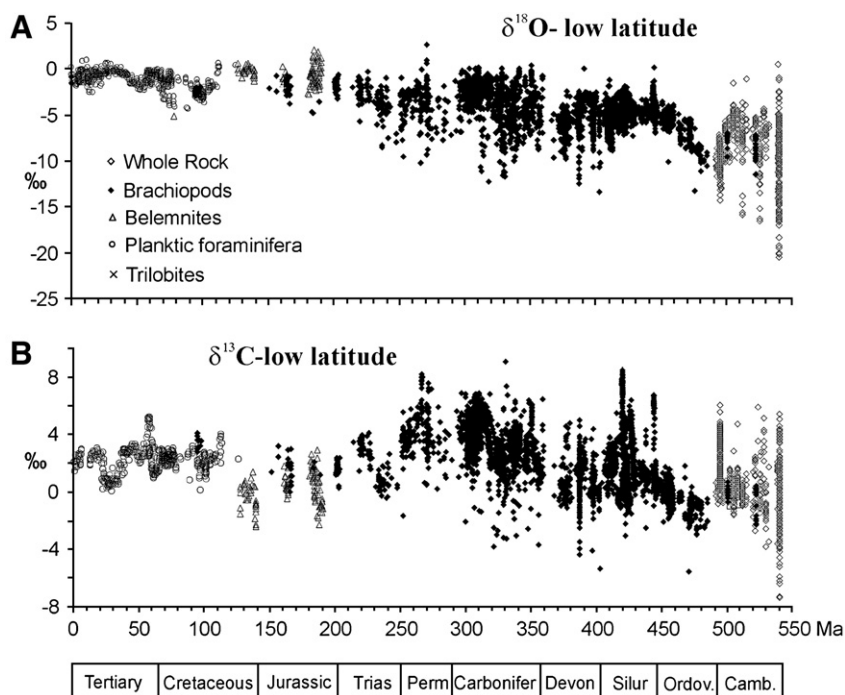 A
δ18O- low latitude
5
0
-5
-10
‰
-15
-20
-25
Whole Rock
Brachiopods
Belemnites
Planktic foraminifera
Trilobites
B
δ13C-low latitude
8
4
‰
0
-4
-8
0 50 100 150 200 250 300 350 400 450 500 550 Ma
Tertiary Cretaceous Jurassic Trias Perm Carbonifer Devon Silur Ordov. Camb.